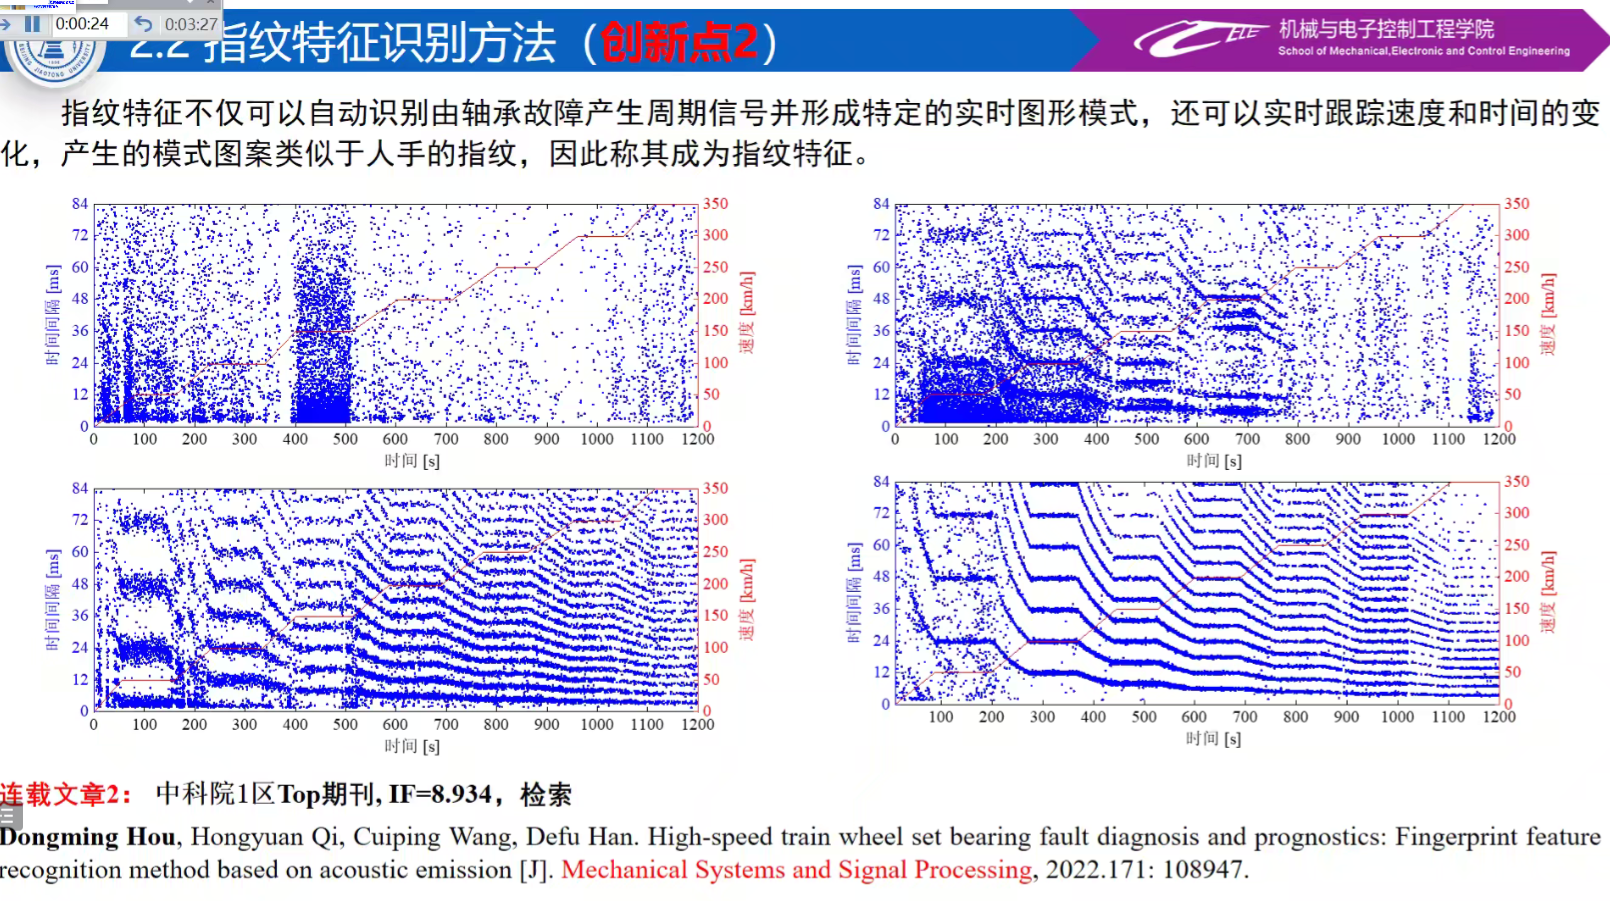 0:00:24 0:03:27
2.2 指纹特征识别方法（创新点2）
机械与电子控制工程学院
School of Mechanical,Electronic and Control Engineering
指纹特征不仅可以自动识别由轴承故障产生周期信号并形成特定的实时图形模式，还可以实时跟踪速度和时间的变
化，产生的模式图案类似于人手的指纹，因此称其成为指纹特征。
84 72 60 48 36 24 12 0
时间间隔 [ms]
350 300 250 200 150 100 50 0
速度 [km/h]
0 100 200 300 400 500 600 700 800 900 1000 1100 1200
时间 [s]
84 72 60 48 36 24 12 0
时间间隔 [ms]
350 300 250 200 150 100 50 0
速度 [km/h]
0 100 200 300 400 500 600 700 800 900 1000 1100 1200
时间 [s]
84 72 60 48 36 24 12 0
时间间隔 [ms]
350 300 250 200 150 100 50 0
速度 [km/h]
0 100 200 300 400 500 600 700 800 900 1000 1100 1200
时间 [s]
84 72 60 48 36 24 12 0
时间间隔 [ms]
350 300 250 200 150 100 50 0
速度 [km/h]
100 200 300 400 500 600 700 800 900 1000 1100 1200
时间 [s]
连载文章2： 中科院1区Top期刊, IF=8.934，检索
Dongming Hou, Hongyuan Qi, Cuiping Wang, Defu Han. High-speed train wheel set bearing fault diagnosis and prognostics: Fingerprint feature
recognition method based on acoustic emission [J]. Mechanical Systems and Signal Processing, 2022.171: 108947.